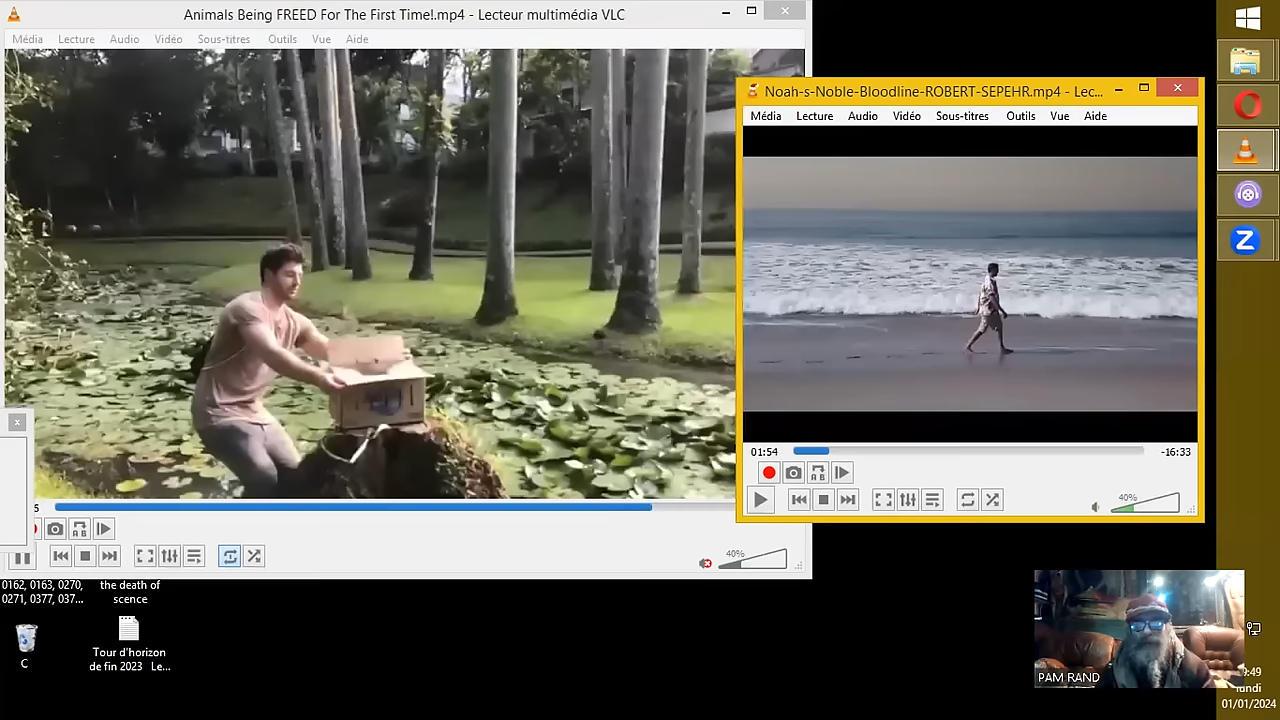 Animals Being FREED For The First Time!.mp4 - Lecteur multimédia VLC
Média Lecture Audio Vidéo Sous-titres Outils Vue Aide
Noah-s-Noble-Bloodline-ROBERT-SEPEHR.mp4 - Lec...
Média Lecture Audio Vidéo Sous-titres Outils Vue Aide
01:54 -16:33
40%
5
40%
0162, 0163, 0270,
0271, 0377, 037...
the death of
scence
C
Tour d'horizon
de fin 2023 Le...
PAM RAND
:49
lundi
01/01/2024